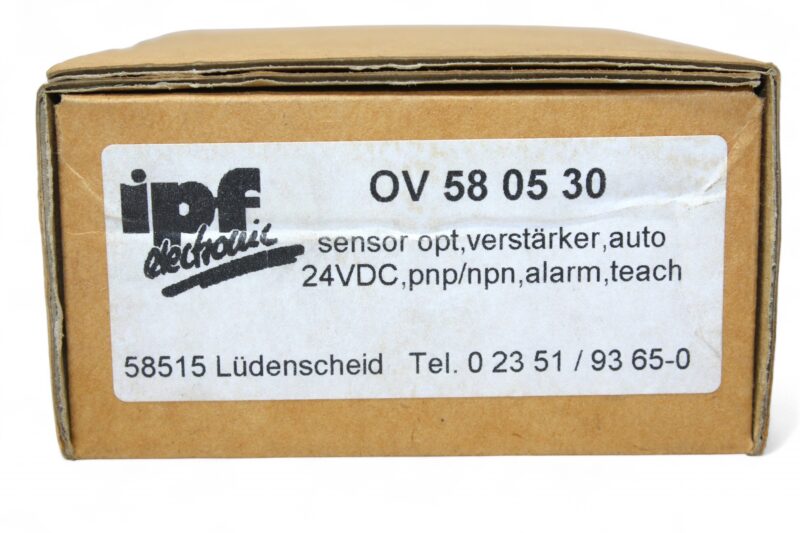 ipf
electronic
OV 58 05 30
sensor opt,verstärker,auto
24VDC,pnp/npn,alarm,teach
58515 Lüdenscheid Tel. 0 23 51 / 93 65-0